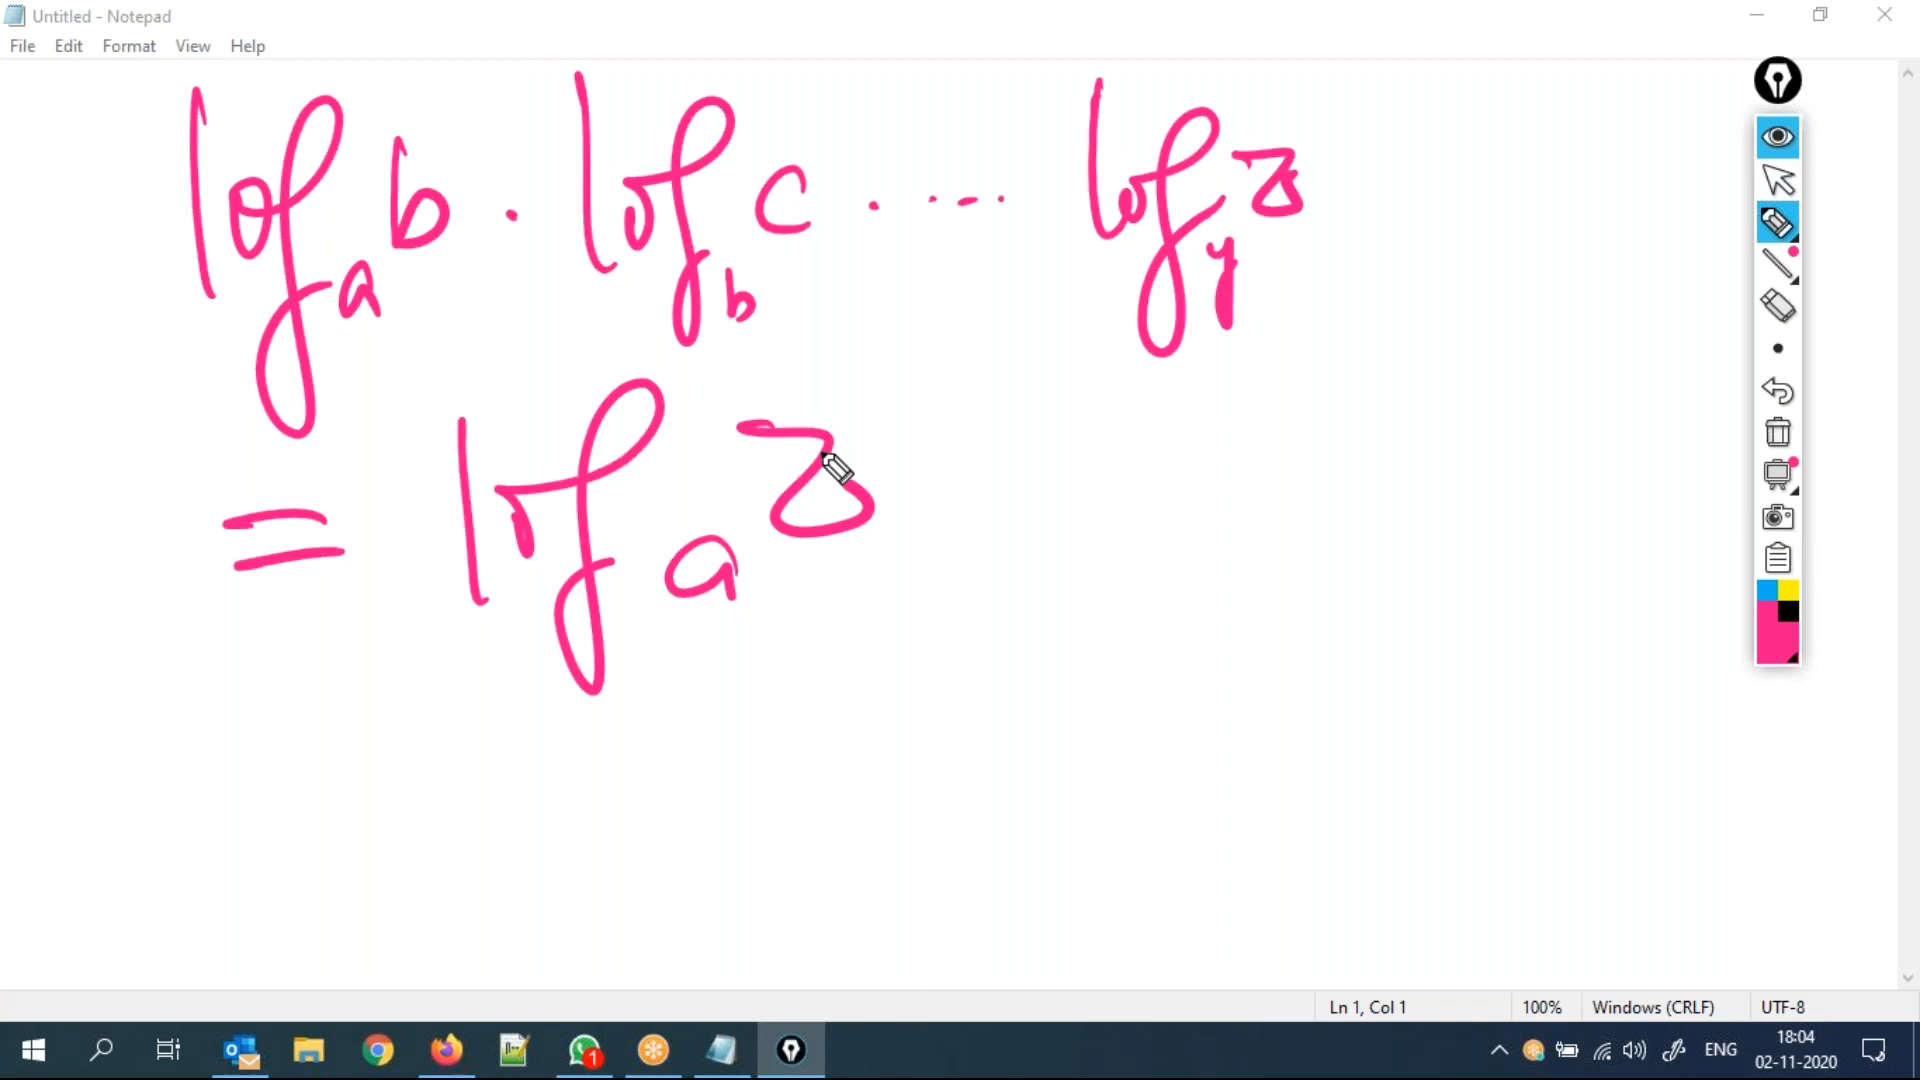 Untitled - Notepad
File Edit Format View Help
log_a b . log_b c . .... log_y z
= log_a z
Ln 1, Col 1 100% Windows (CRLF) UTF-8
1
ENG
18:04
02-11-2020